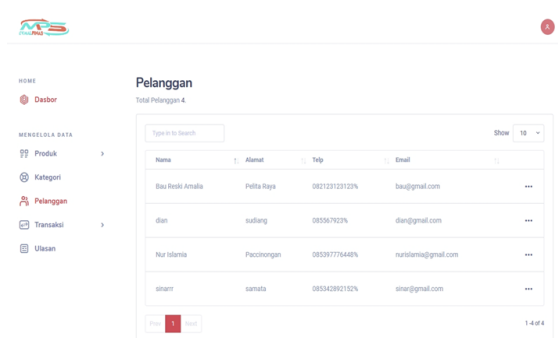 MPS
A
HOME
Dasbor
MENGELOLA DATA
Produk
Kategori
Pelanggan
Transaksi
Ulasan
Pelanggan
Total Pelanggan 4.
Type in to Search
Show 10
Nama Alamat Telp Email
Bau Reski Amalia Pelita Raya 082123123123% bau@gmail.com
dian sudiang 085567923% dian@gmail.com
Nur Islamia Paccinongan 085397776448% nurislamia@gmail.com
sinarrr samata 085342892152% sinar@gmail.com
Prev 1 Next
1 -4 of 4